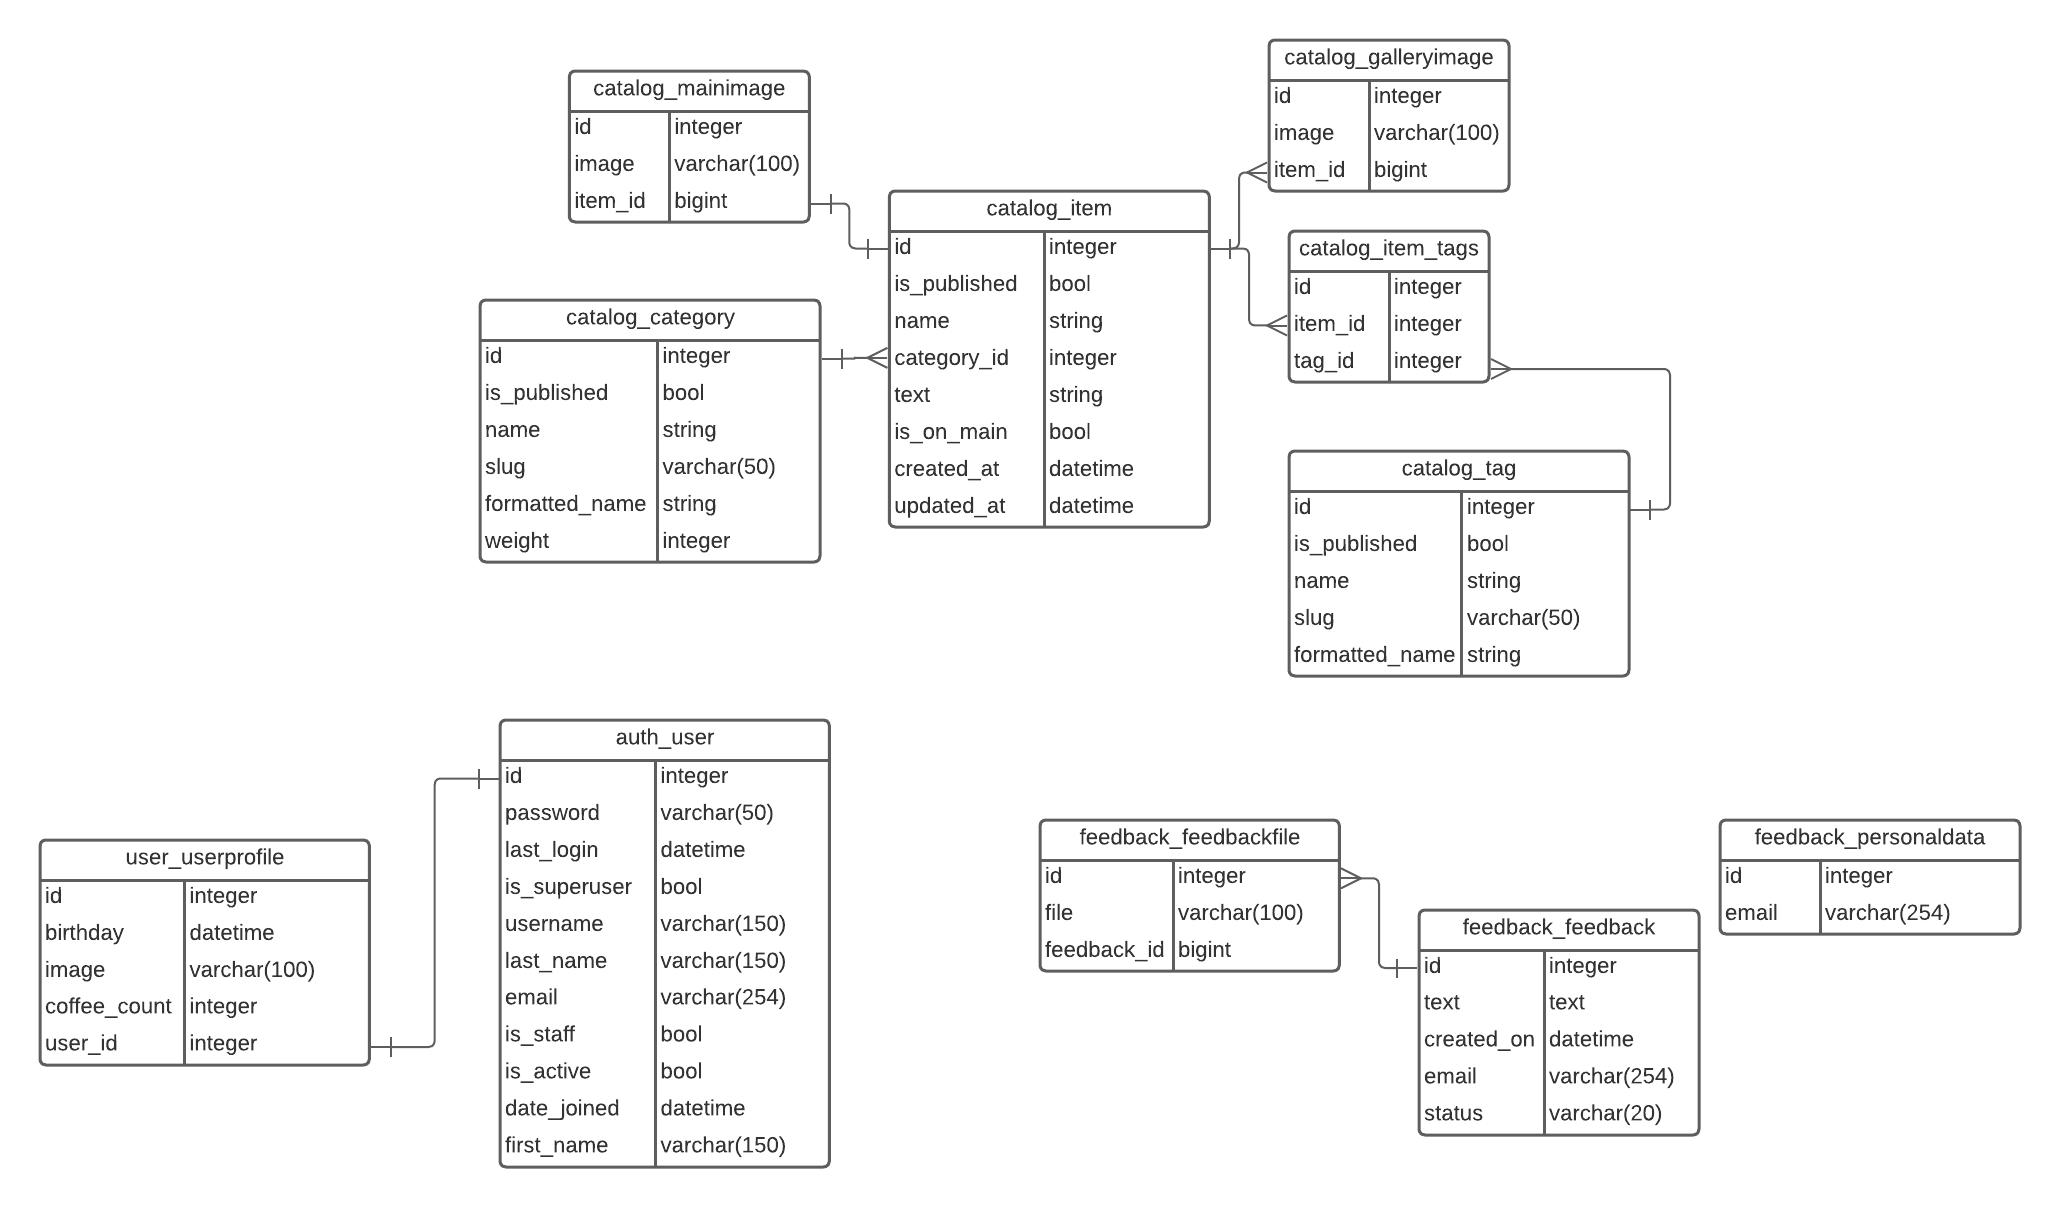 catalog_mainimage
id integer
image varchar(100)
item_id bigint
catalog_galleryimage
id integer
image varchar(100)
item_id bigint
catalog_item
id integer
is_published bool
name string
category_id integer
text string
is_on_main bool
created_at datetime
updated_at datetime
catalog_item_tags
id integer
item_id integer
tag_id integer
catalog_category
id integer
is_published bool
name string
slug varchar(50)
formatted_name string
weight integer
catalog_tag
id integer
is_published bool
name string
slug varchar(50)
formatted_name string
auth_user
id integer
password varchar(50)
last_login datetime
is_superuser bool
username varchar(150)
last_name varchar(150)
email varchar(254)
is_staff bool
is_active bool
date_joined datetime
first_name varchar(150)
user_userprofile
id integer
birthday datetime
image varchar(100)
coffee_count integer
user_id integer
feedback_feedbackfile
id integer
file varchar(100)
feedback_id bigint
feedback_feedback
id integer
text text
created_on datetime
email varchar(254)
status varchar(20)
feedback_personaldata
id integer
email varchar(254)